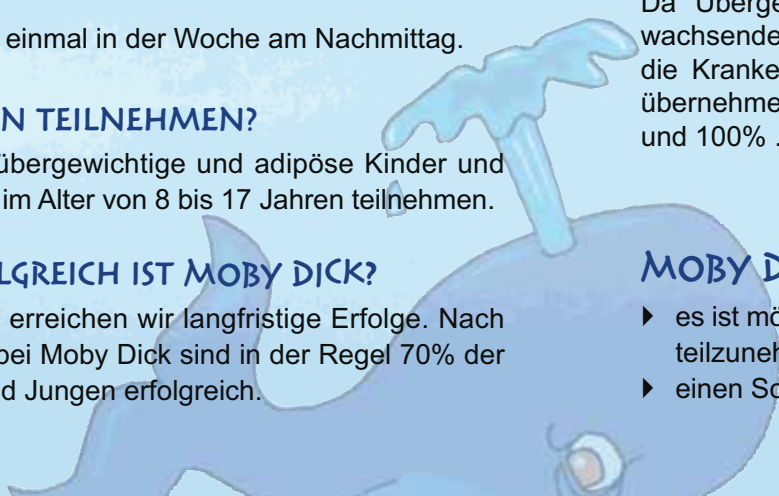 einmal in der Woche am Nachmittag.
N TEILNEHMEN?
übergewichtige und adipöse Kinder und
im Alter von 8 bis 17 Jahren teilnehmen.
LGREICH IST MOBY DICK?
erreichen wir langfristige Erfolge. Nach
bei Moby Dick sind in der Regel 70% der
d Jungen erfolgreich.
Da Überge
wachsende
die Kranke
übernehme
und 100% .
MOBY D
▶ es ist mö
teilzuneh
▶ einen Sc